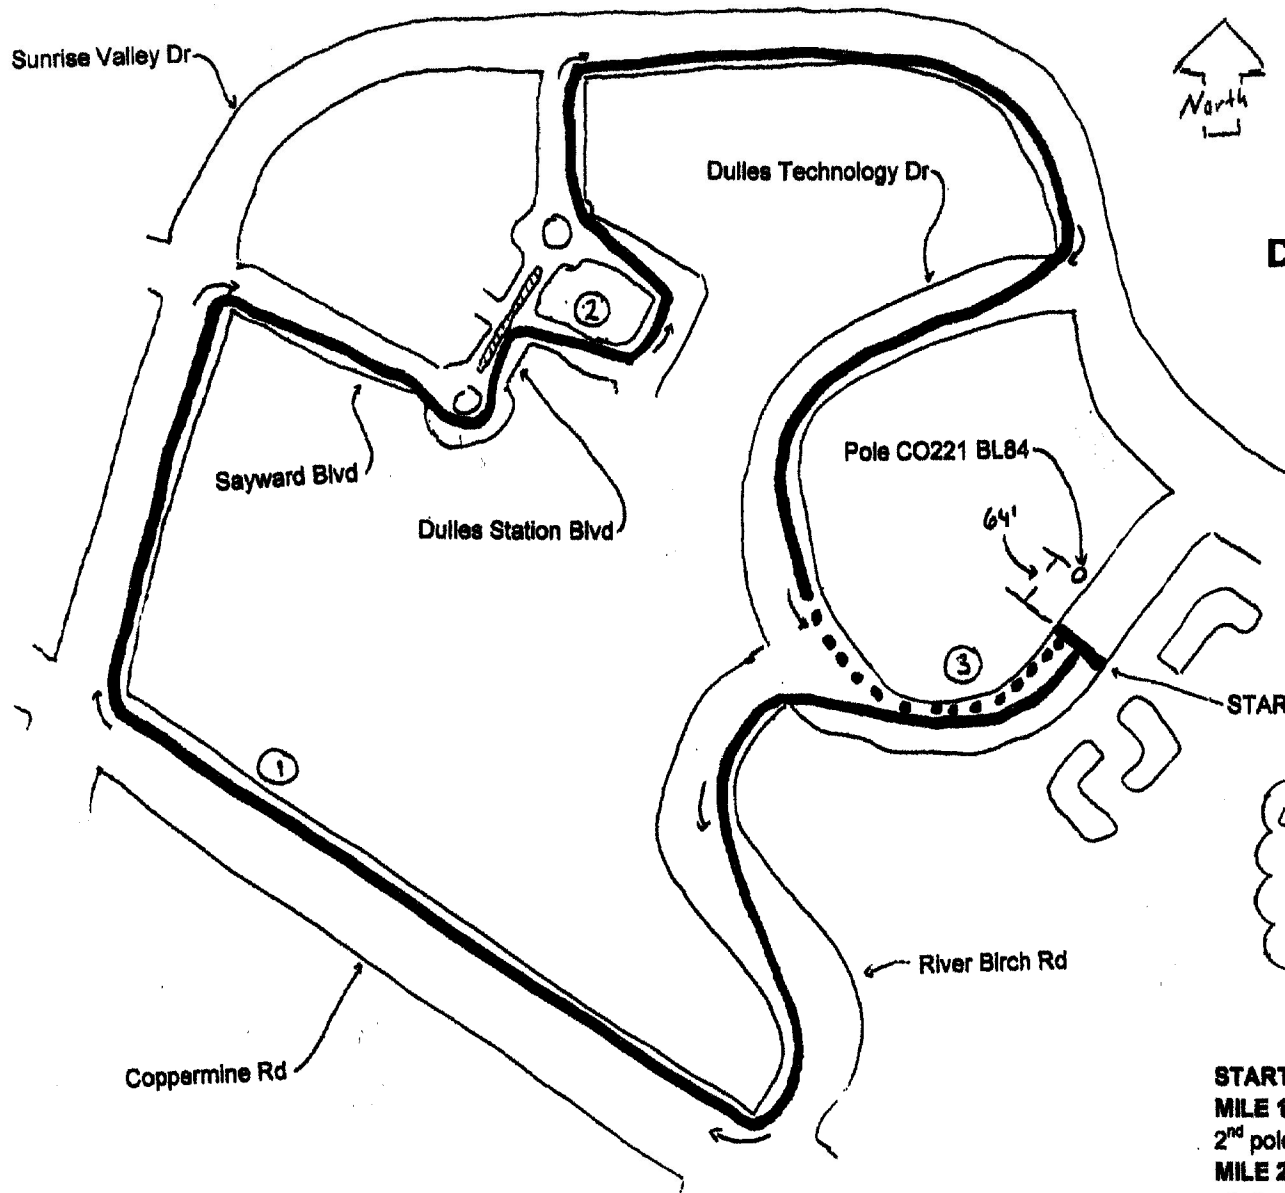 Sunrise Valley Dr
North
Dulles Technology Dr
D
2
Pole CO221 BL84
Sayward Blvd
64'
Dulles Station Blvd
3
STAR
1
River Birch Rd
Coppermine Rd
START
MILE 1
2nd pole
MILE 2